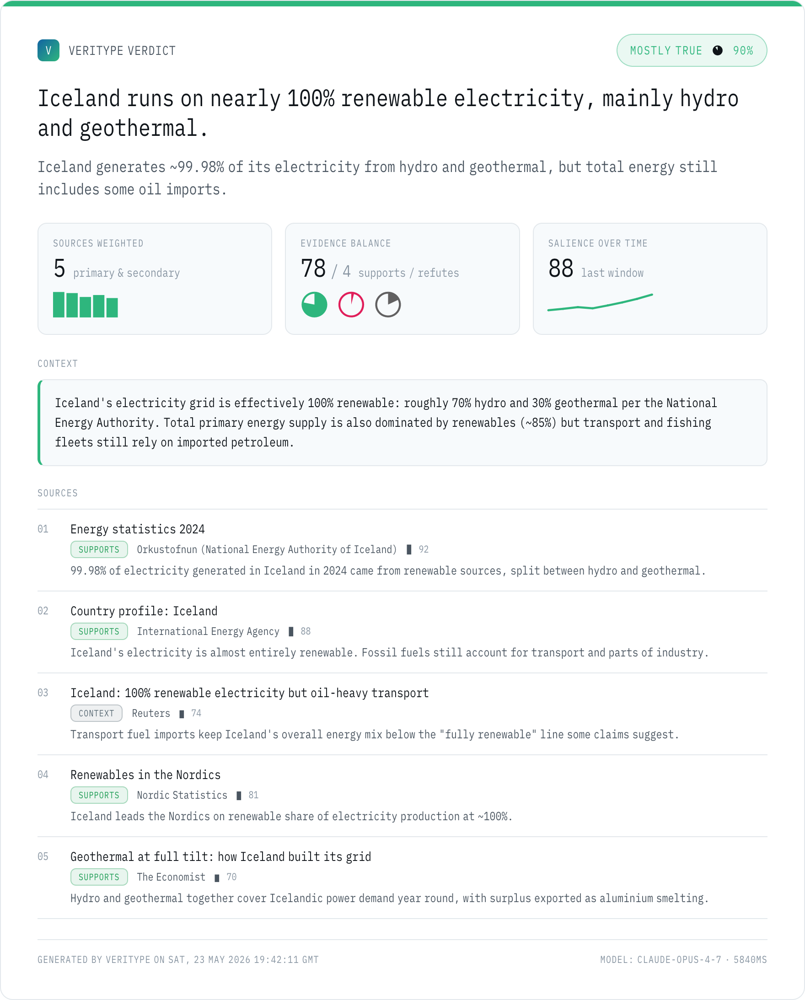 V VERITYPE VERDICT
MOSTLY TRUE 90%
Iceland runs on nearly 100% renewable electricity, mainly hydro
and geothermal.
Iceland generates ~99.98% of its electricity from hydro and geothermal, but total energy still
includes some oil imports.
SOURCES WEIGHTED
5 primary & secondary
EVIDENCE BALANCE
78 / 4 supports / refutes
SALIENCE OVER TIME
88 last window
CONTEXT
Iceland's electricity grid is effectively 100% renewable: roughly 70% hydro and 30% geothermal per the National
Energy Authority. Total primary energy supply is also dominated by renewables (~85%) but transport and fishing
fleets still rely on imported petroleum.
SOURCES
01 Energy statistics 2024
SUPPORTS Orkustofnun (National Energy Authority of Iceland) 92
99.98% of electricity generated in Iceland in 2024 came from renewable sources, split between hydro and geothermal.
02 Country profile: Iceland
SUPPORTS International Energy Agency 88
Iceland's electricity is almost entirely renewable. Fossil fuels still account for transport and parts of industry.
03 Iceland: 100% renewable electricity but oil-heavy transport
CONTEXT Reuters 74
Transport fuel imports keep Iceland's overall energy mix below the "fully renewable" line some claims suggest.
04 Renewables in the Nordics
SUPPORTS Nordic Statistics 81
Iceland leads the Nordics on renewable share of electricity production at ~100%.
05 Geothermal at full tilt: how Iceland built its grid
SUPPORTS The Economist 70
Hydro and geothermal together cover Icelandic power demand year round, with surplus exported as aluminium smelting.
GENERATED BY VERITYPE ON SAT, 23 MAY 2026 19:42:11 GMT
MODEL: CLAUDE-OPUS-4-7 · 5840MS